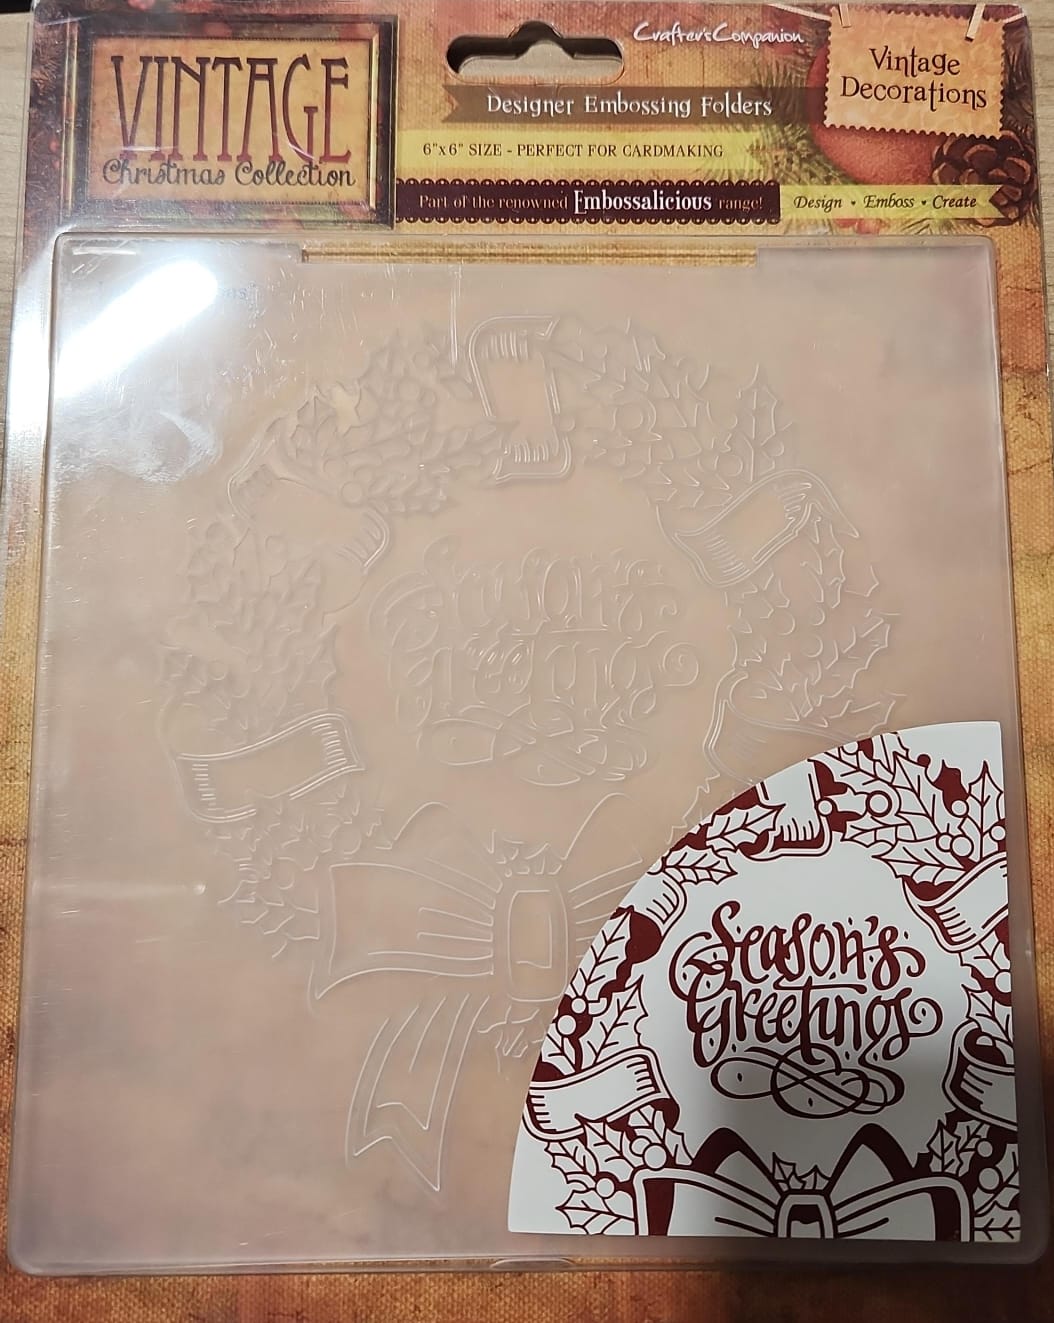 VINTAGE
Christmas Collection
Crafter's Companion
Designer Embossing Folders
6"x6" SIZE - PERFECT FOR CARDMAKING
Part of the renowned Embossalicious range!
Design • Emboss • Create
Vintage
Decorations
Season's
Greetings
Season's
Greetings